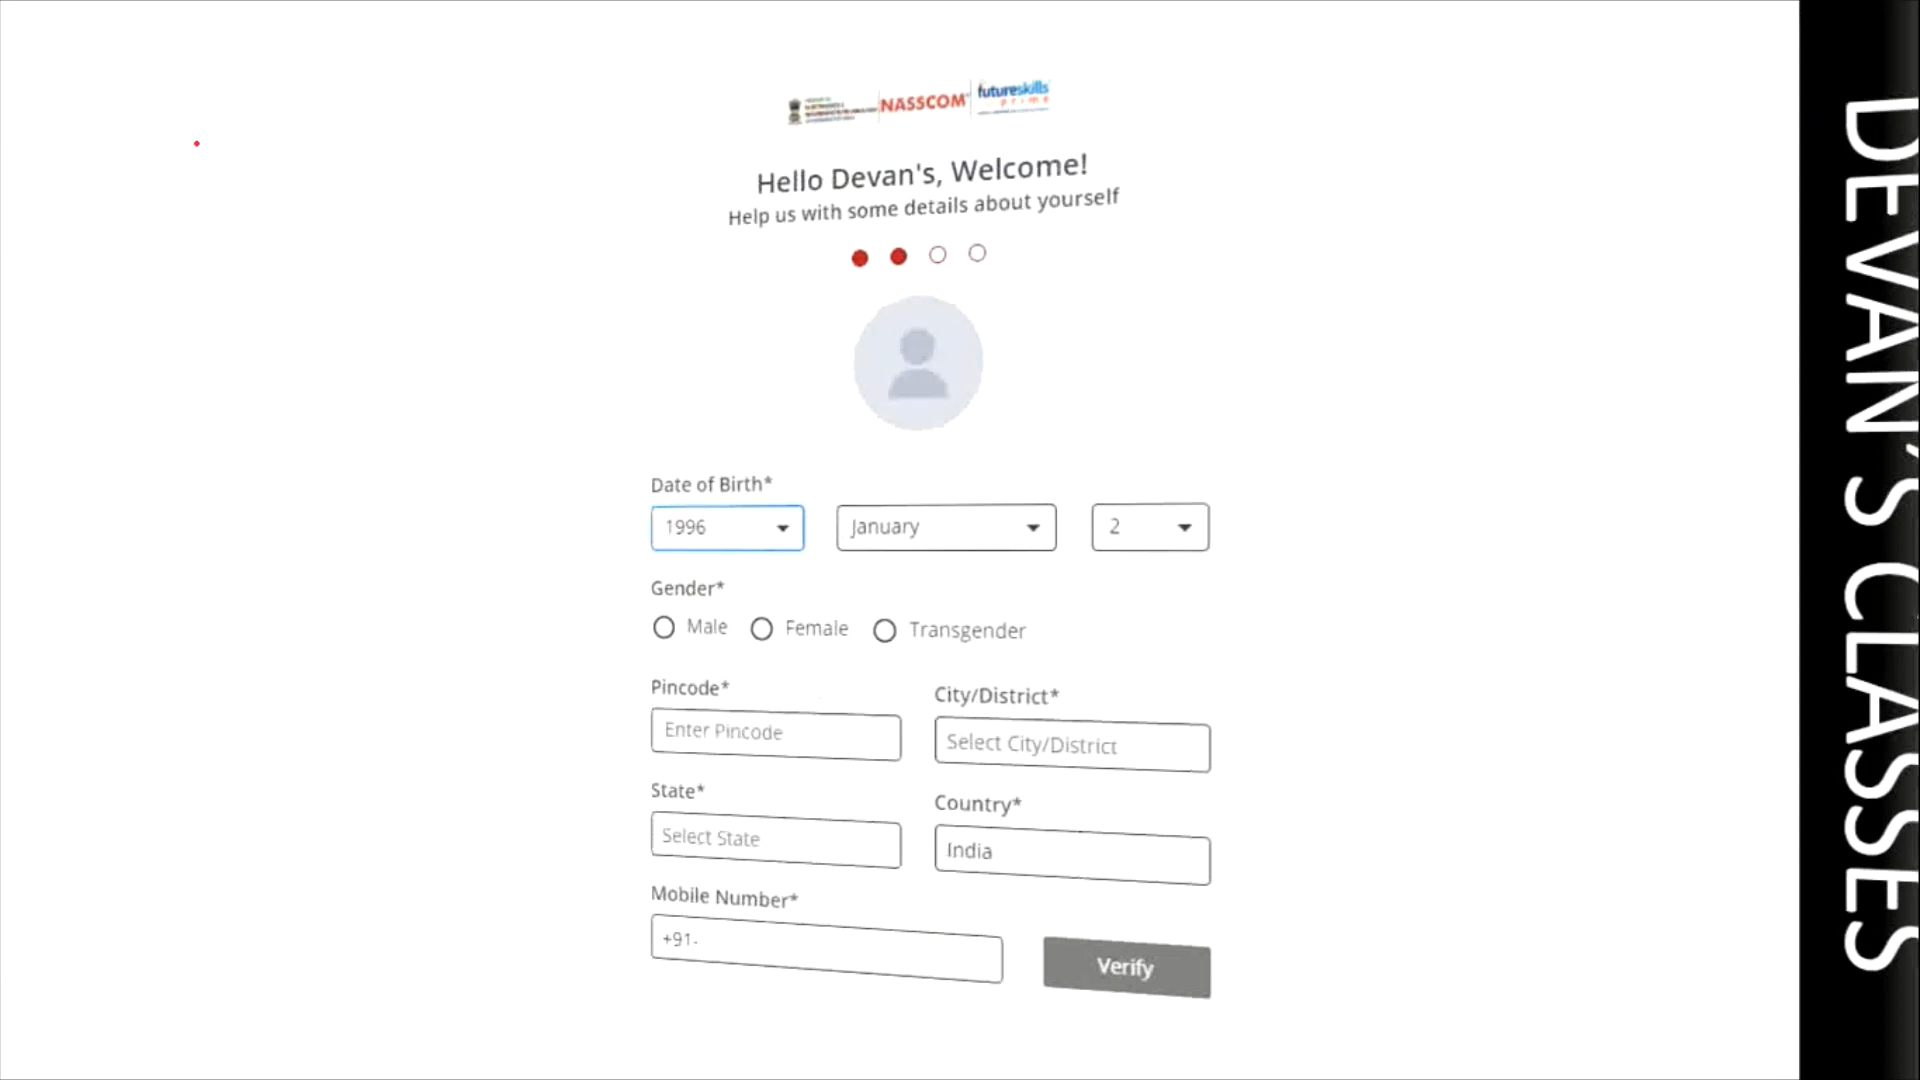 NASSCOM
futureskills
prime
Hello Devan's, Welcome!
Help us with some details about yourself
Date of Birth*
1996 January 2
Gender*
Male Female Transgender
Pincode* City/District*
Enter Pincode Select City/District
State* Country*
Select State India
Mobile Number*
+91- Verify
DEVAN'S CLASSES